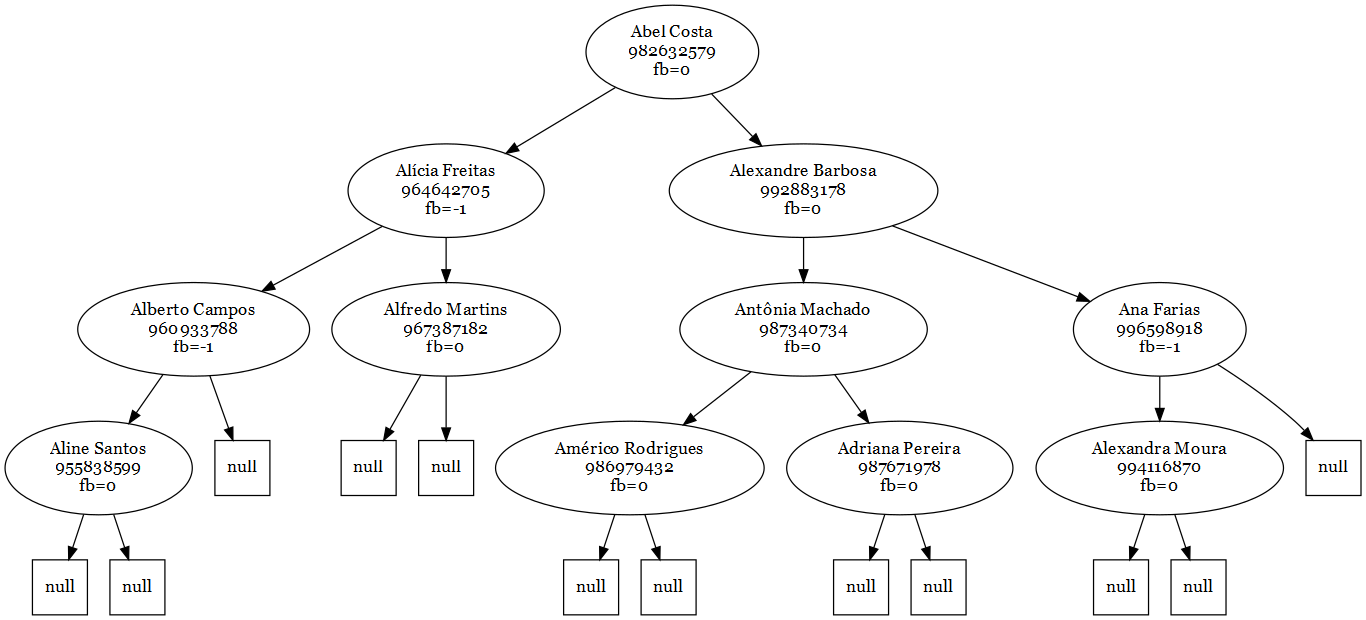 Abel Costa
982632579
fb=0
Alícia Freitas
964642705
fb=-1
Alexandre Barbosa
992883178
fb=0
Alberto Campos
960933788
fb=-1
Alfredo Martins
967387182
fb=0
Antônia Machado
987340734
fb=0
Ana Farias
996598918
fb=-1
Aline Santos
955838599
fb=0
null
null
null
Américo Rodrigues
986979432
fb=0
Adriana Pereira
987671978
fb=0
Alexandra Moura
994116870
fb=0
null
null
null
null
null
null
null
null
null